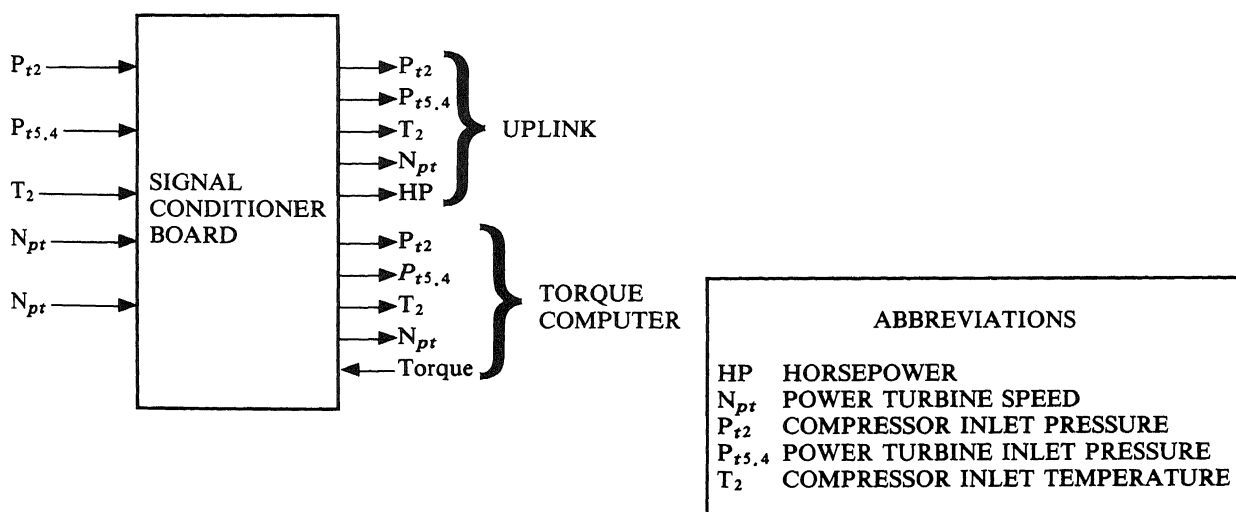 Pt2
Pt5.4
T2
Npt
Npt
SIGNAL
CONDITIONER
BOARD
Pt2
Pt5.4
T2
Npt
HP
UPLINK
Pt2
Pt5.4
T2
Npt
Torque
TORQUE
COMPUTER
ABBREVIATIONS
HP HORSEPOWER
Npt POWER TURBINE SPEED
Pt2 COMPRESSOR INLET PRESSURE
Pt5.4 POWER TURBINE INLET PRESSURE
T2 COMPRESSOR INLET TEMPERATURE